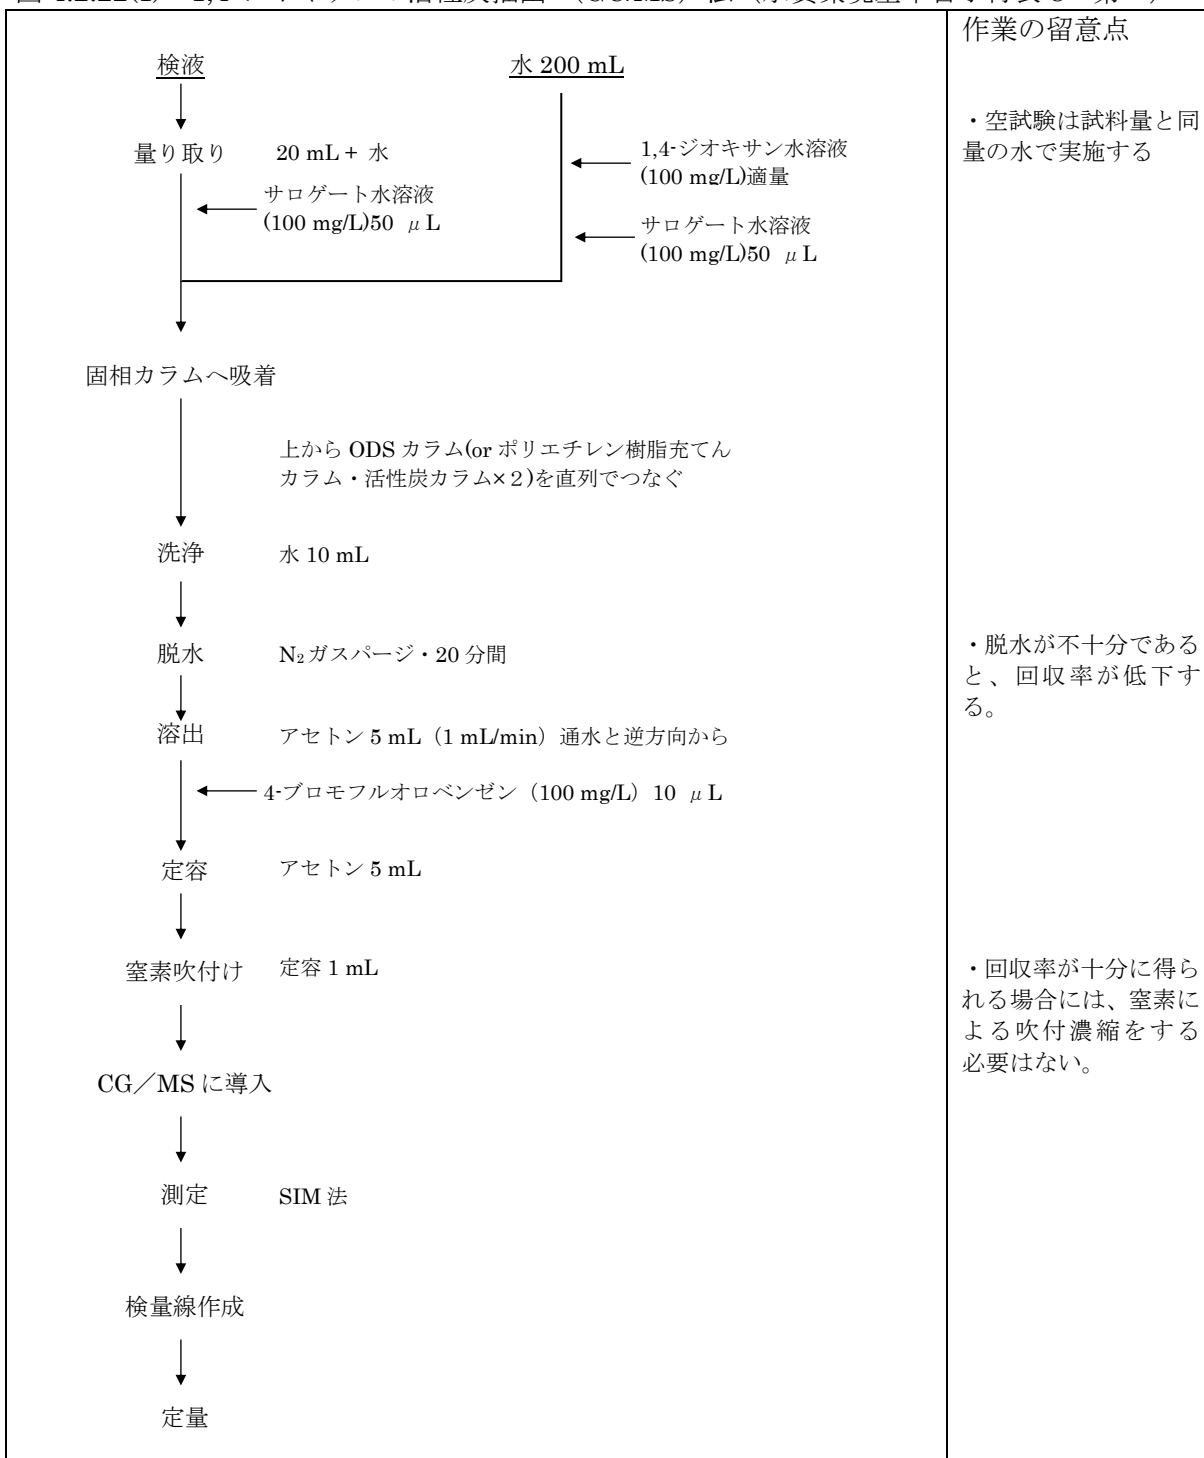 作業の留意点
検液
水 200 mL
・空試験は試料量と同
量の水で実施する
量り取り 20 mL + 水
1,4-ジオキサン水溶液
(100 mg/L)適量
サロゲート水溶液
(100 mg/L)50 μL
サロゲート水溶液
(100 mg/L)50 μL
固相カラムへ吸着
上から ODS カラム(or ポリエチレン樹脂充てん
カラム・活性炭カラム×２)を直列でつなぐ
洗浄 水 10 mL
脱水 N₂ガスパージ・20 分間
・脱水が不十分である
と、回収率が低下す
る。
溶出 アセトン 5 mL（1 mL/min）通水と逆方向から
4-ブロモフルオロベンゼン（100 mg/L）10 μL
定容 アセトン 5 mL
窒素吹付け 定容 1 mL
・回収率が十分に得ら
れる場合には、窒素に
よる吹付濃縮をする
必要はない。
CG／MS に導入
測定 SIM 法
検量線作成
定量